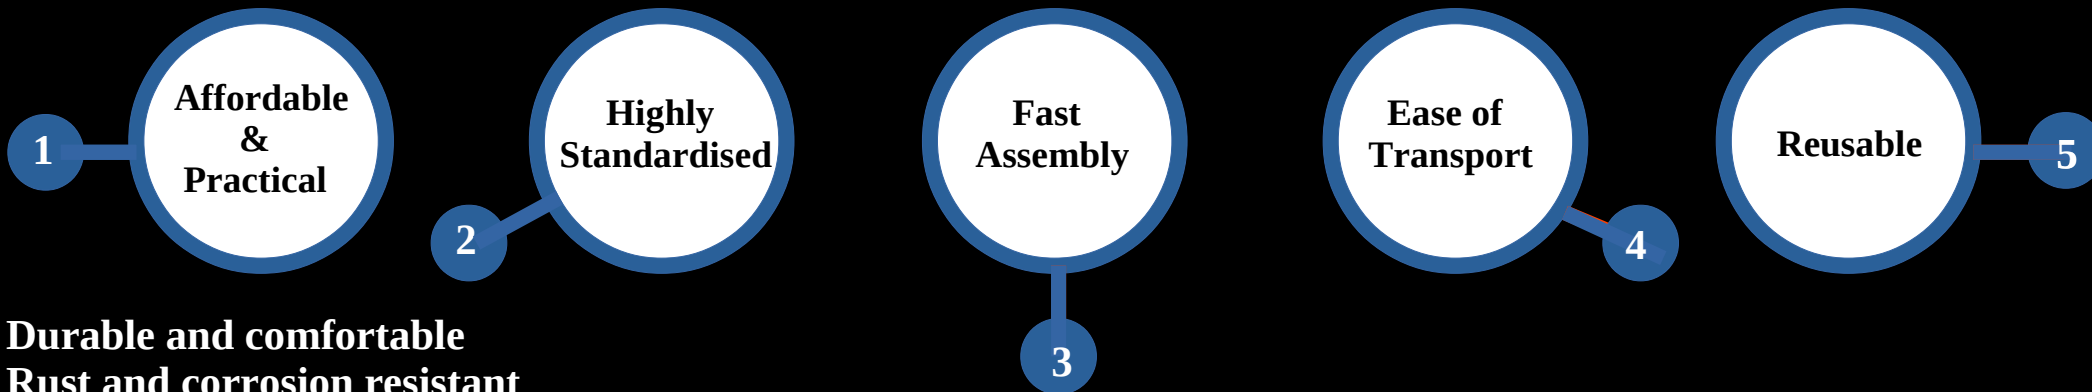 Affordable
&
Practical
1
Highly
Standardised
2
Fast
Assembly
3
Ease of
Transport
4
Reusable
5
Durable and comfortable
Rust and corrosion resistant